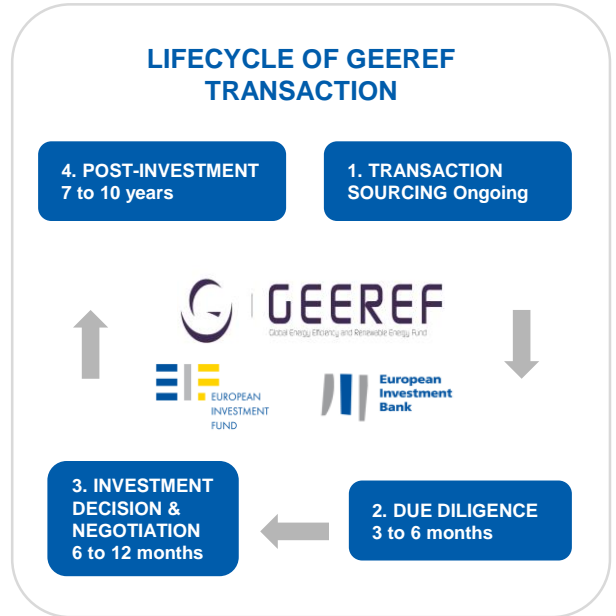 LIFECYCLE OF GEEREF
TRANSACTION
4. POST-INVESTMENT
7 to 10 years
1. TRANSACTION
SOURCING Ongoing
GEEREF
Global Energy Efficiency and Renewable Energy Fund
EIF
EUROPEAN
INVESTMENT
FUND
European
Investment
Bank
3. INVESTMENT
DECISION &
NEGOTIATION
6 to 12 months
2. DUE DILIGENCE
3 to 6 months